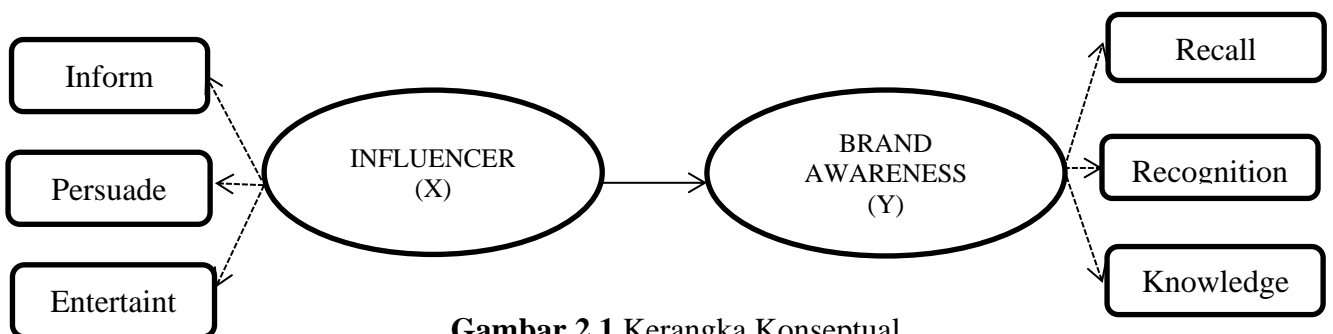 Inform
Persuade
Entertaint
INFLUENCER
(X)
BRAND
AWARENESS
(Y)
Recall
Recognition
Knowledge
Gambar 2.1 Kerangka Konseptual